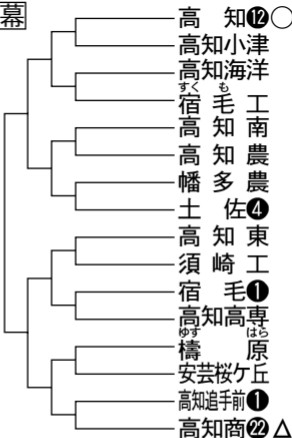 幕
高 知⓬○
高知小津
高知海洋
すくも
宿毛工
高知南
高知農
幡多農
土 佐❹
高知東
須崎工
宿 毛❶
高知高専
ゆす はら
檮 原
安芸桜ケ丘
高知追手前❶
高知商㉒△